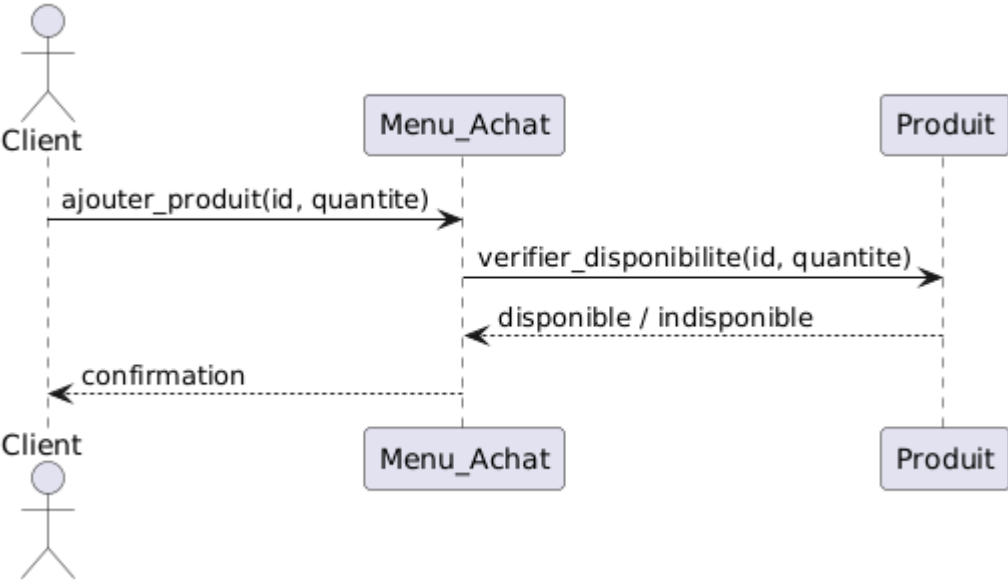 Client
Menu_Achat
Produit
ajouter_produit(id, quantite)
verifier_disponibilite(id, quantite)
disponible / indisponible
confirmation
Client
Menu_Achat
Produit